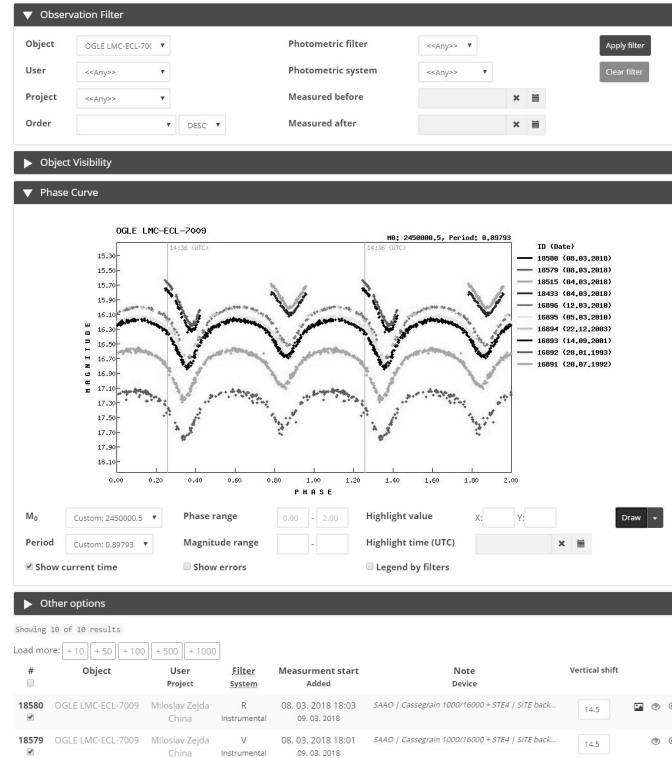 ▼ Observation Filter
Object OGLE LMC-ECL-70( Photometric filter <<Any>> Apply filter
User <<Any>> Photometric system <<Any>> Clear filter
Project <<Any>> Measured before
Order DESC Measured after
Object Visibility
Phase Curve
OGLE LMC-ECL-7009
M0: 2450000.5, Period: 0.89793
14:36 (UTC) 14:36 (UTC)
ID (Date)
18580 (08.03.2018)
18579 (08.03.2018)
18515 (04.03.2018)
18433 (04.03.2018)
16896 (12.03.2010)
16895 (05.03.2010)
16894 (22.12.2003)
16893 (14.09.2001)
16892 (28.01.1993)
16891 (20.07.1992)
MAGNITUDE
15.30
15.50
15.70
15.90
16.10
16.30
16.50
16.70
16.90
17.10
17.30
17.50
17.70
17.90
18.10
0.00 0.20 0.40 0.60 0.80 1.00 1.20 1.40 1.60 1.80 2.00
PHASE
M0 Custom: 2450000.5 Phase range 0.00 - 2.00 Highlight value X: Y: Draw
Period Custom: 0.89793 Magnitude range - Highlight time (UTC)
Show current time Show errors Legend by filters
Other options
Showing 10 of 10 results
Load more: + 10 + 50 + 100 + 500 + 1000
# Object User Filter Measurment start Note Vertical shift
Project System Added Device
18580 OGLE LMC-ECL-7009 Miloslav Zejda R 08. 03. 2018 18:03 SAAO | Cassegrain 1000/16000 + STE4 | SITE back... 14.5
China Instrumental 09. 03. 2018
18579 OGLE LMC-ECL-7009 Miloslav Zejda V 08. 03. 2018 18:01 SAAO | Cassegrain 1000/16000 + STE4 | SITE back... 14.5
China Instrumental 09. 03. 2018